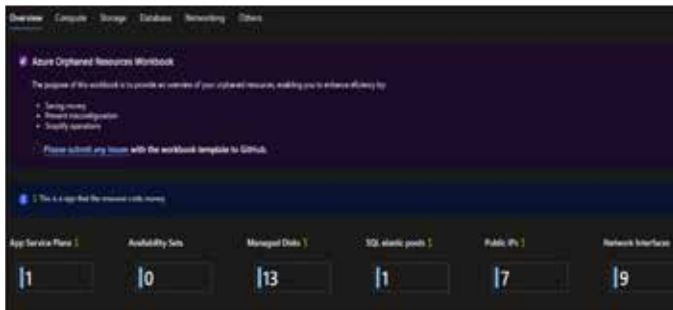 Overview Compute Storage Database Networking Others
Azure Orphaned Resources Workbook
The purpose of this workbook is to provide an overview of your orphaned resources, enabling you to enhance efficiency by:
• Saving money
• Prevent misconfiguration
• Simplify operations
Please submit any issues with the workbook template to GitHub.
$ This is a sign that the resource costs money
App Service Plans $ Availability Sets Managed Disks $ SQL elastic pools $ Public IPs $ Network Interfaces
1 0 13 1 7 9